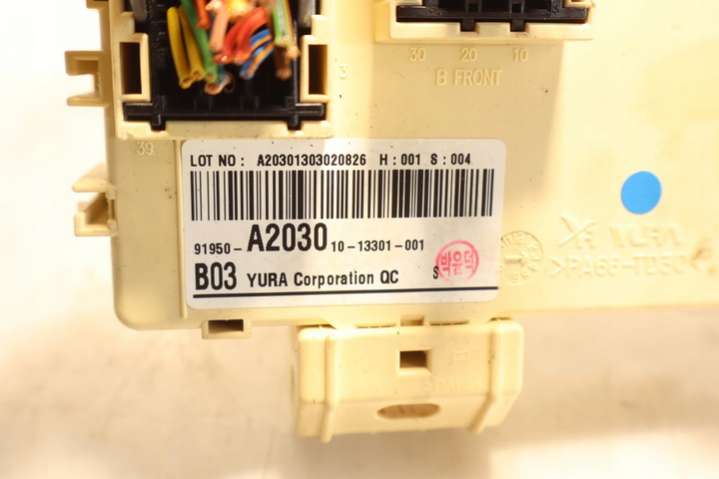 30 20 10
B FRONT
3
39
LOT NO : A20301303020826 H : 001 S : 004
91950-A2030 10-13301-001
B03 YURA Corporation QC S
YURA